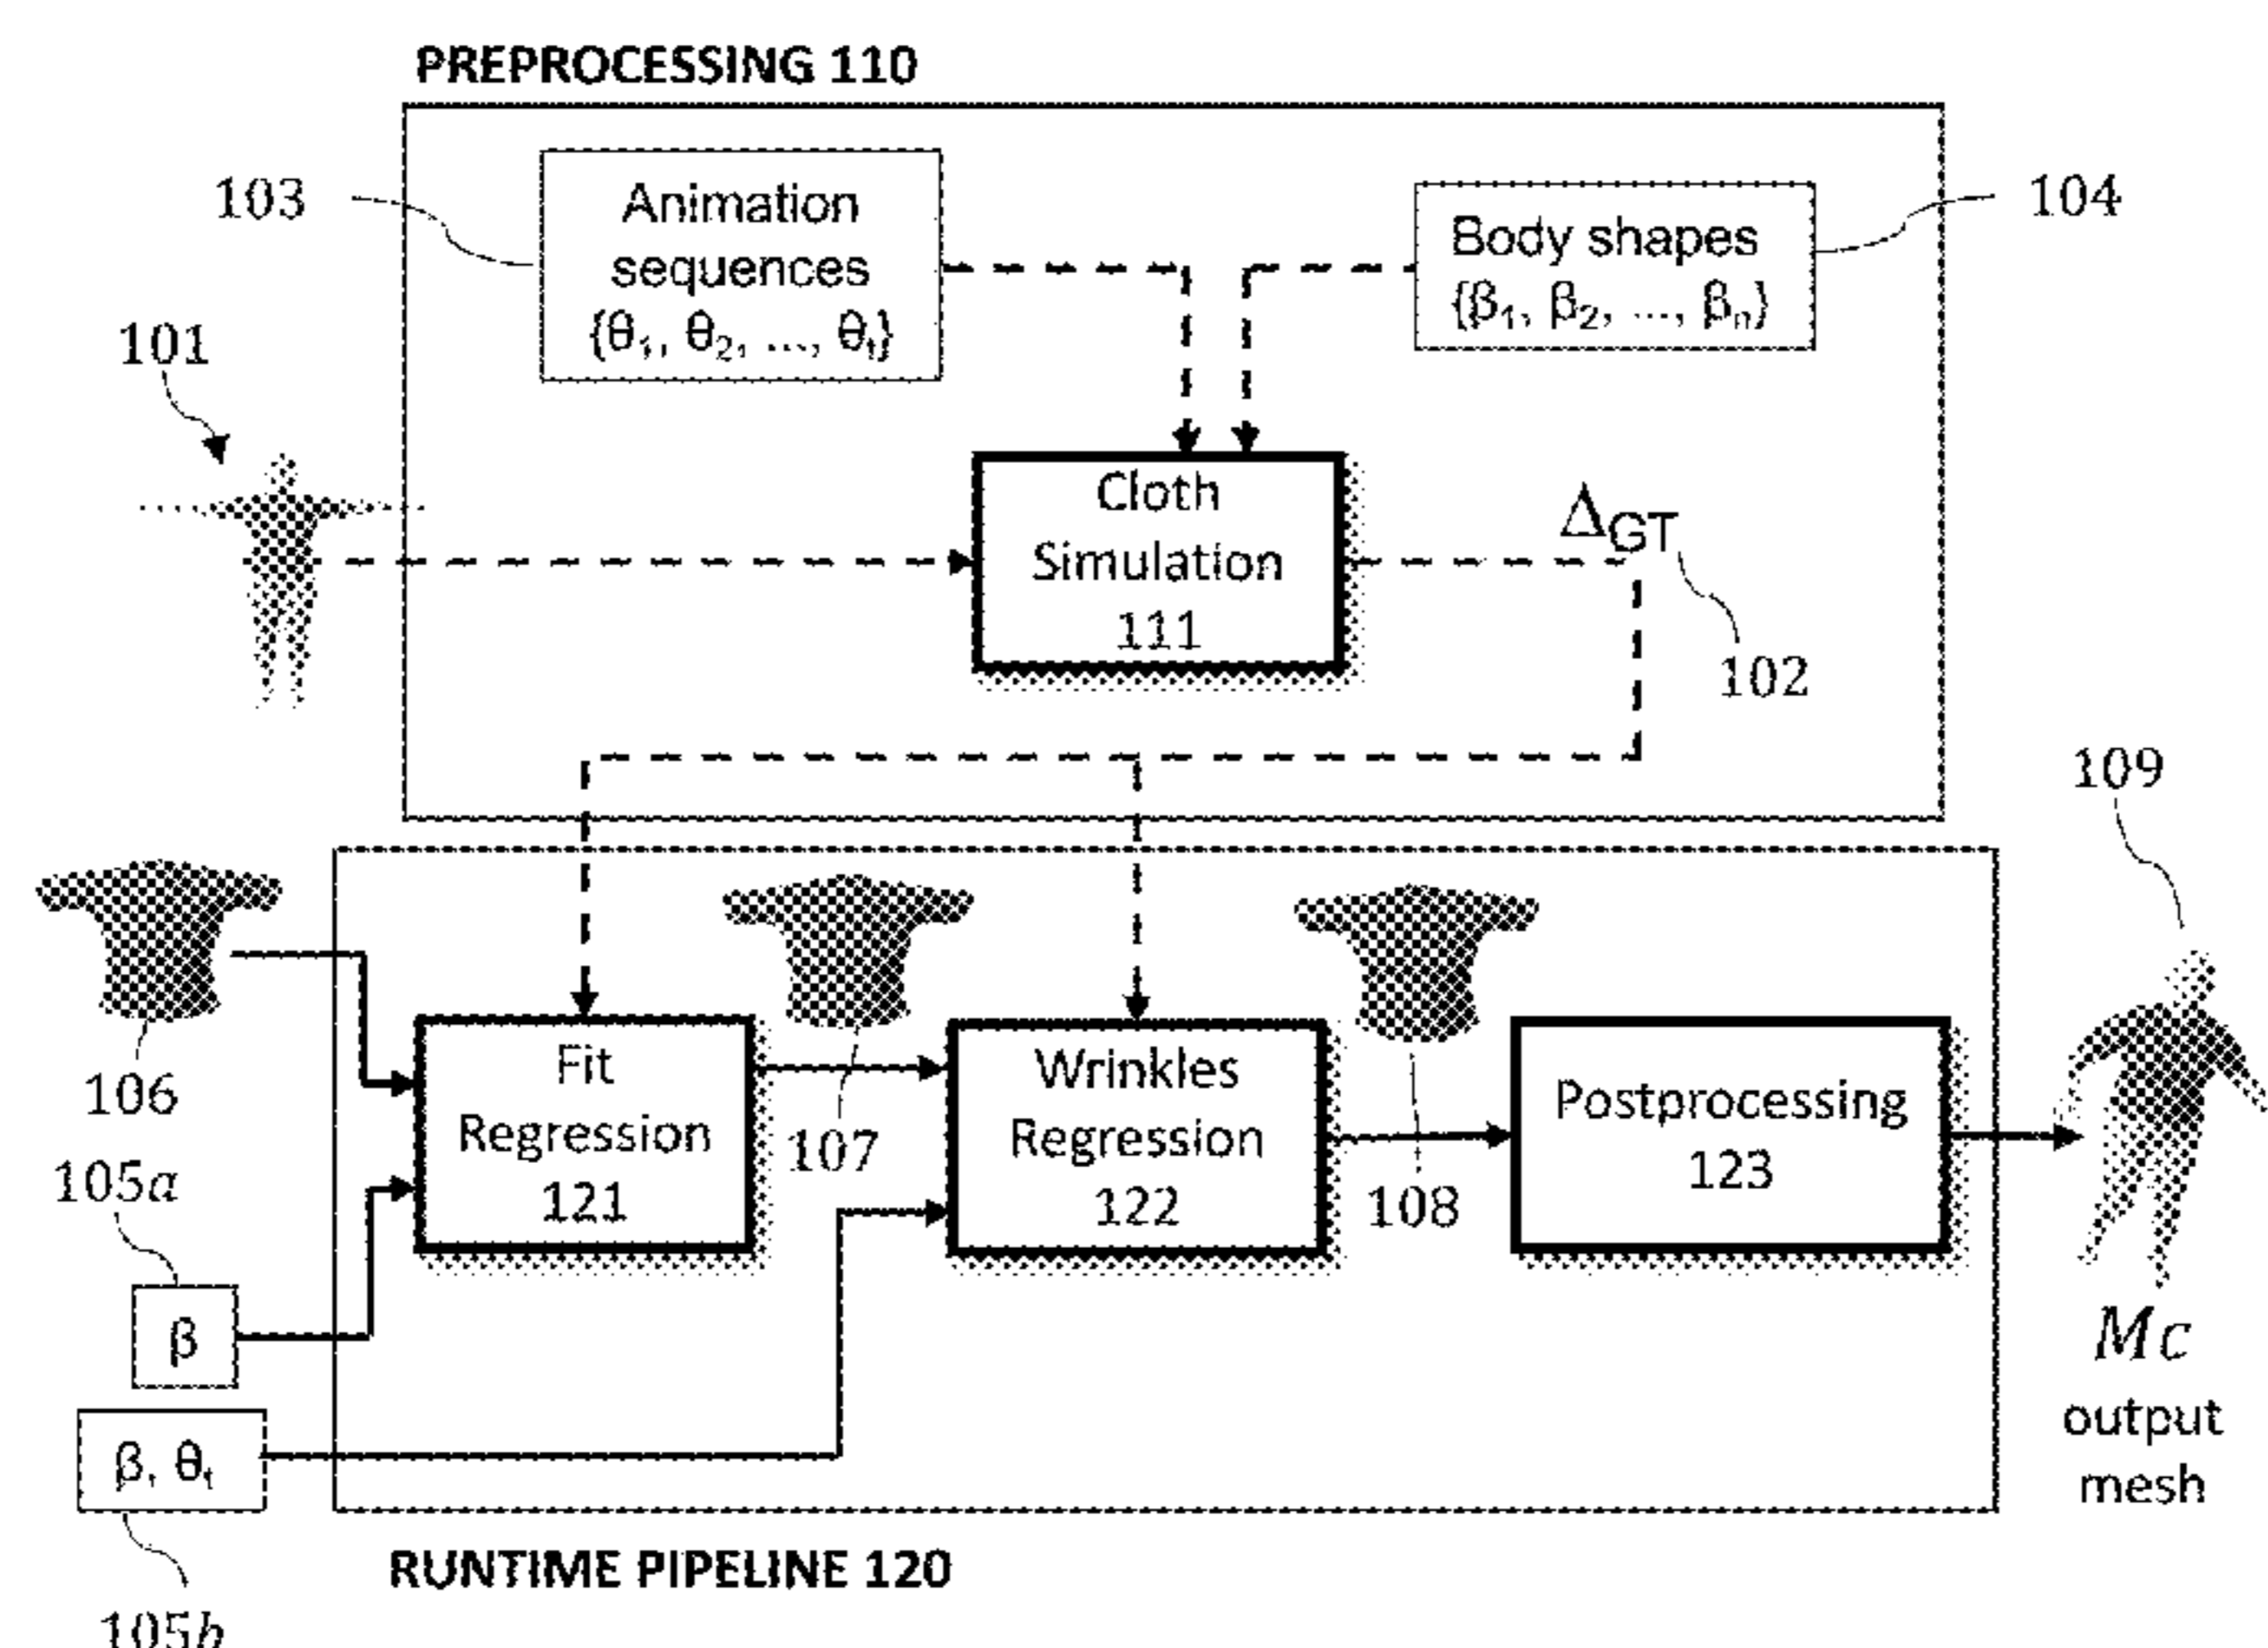 PREPROCESSING 110
103
Animation
sequences
{θ₁, θ₂, ..., θₜ}
Body shapes
{β₁, β₂, ..., βₙ}
104
101
Cloth
Simulation
111
Δ_GT
102
109
106
Fit
Regression
121
107
Wrinkles
Regression
122
108
Postprocessing
123
105a
β
β, θₜ
105b
Mc
output
mesh
RUNTIME PIPELINE 120